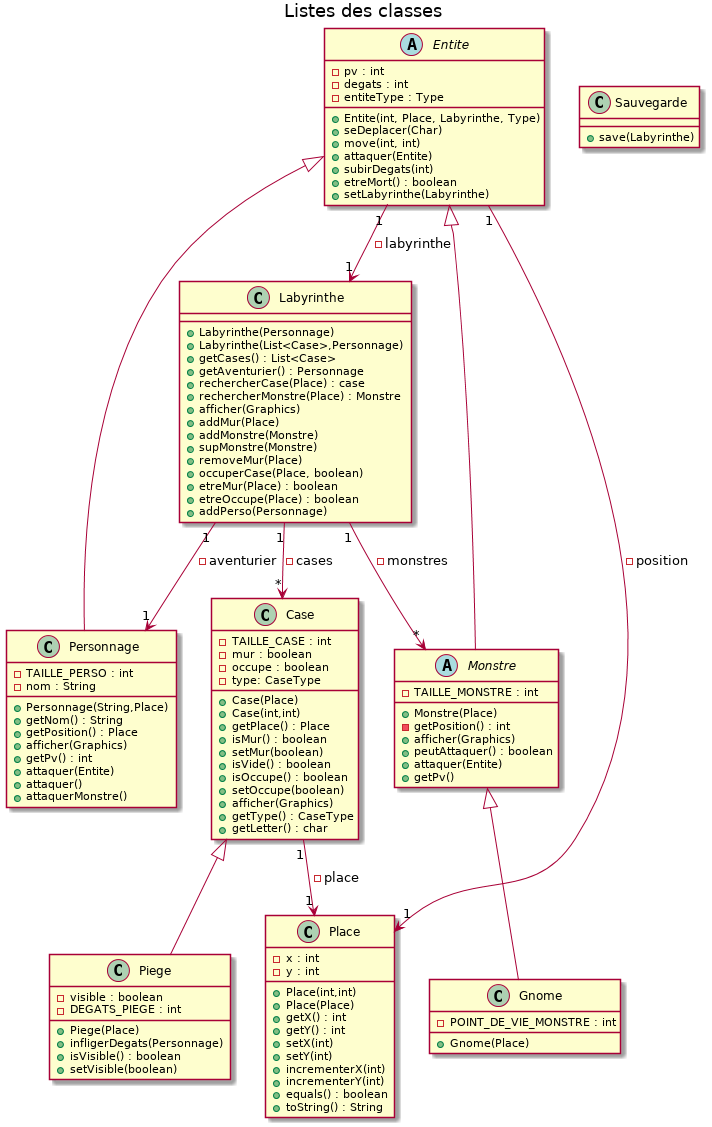 Listes des classes
A Entite
pv : int
degats : int
entiteType : Type
Entite(int, Place, Labyrinthe, Type)
seDeplacer(Char)
move(int, int)
attaquer(Entite)
subirDegats(int)
etreMort() : boolean
setLabyrinthe(Labyrinthe)
C Sauvegarde
save(Labyrinthe)
1
labyrinthe
1
1
C Labyrinthe
Labyrinthe(Personnage)
Labyrinthe(List<Case>,Personnage)
getCases() : List<Case>
getAventurier() : Personnage
rechercherCase(Place) : case
rechercherMonstre(Place) : Monstre
afficher(Graphics)
addMur(Place)
addMonstre(Monstre)
supMonstre(Monstre)
removeMur(Place)
occuperCase(Place, boolean)
etreMur(Place) : boolean
etreOccupe(Place) : boolean
addPerso(Personnage)
1
aventurier
1
1
cases
*
1
monstres
*
position
C Personnage
TAILLE_PERSO : int
nom : String
Personnage(String,Place)
getNom() : String
getPosition() : Place
afficher(Graphics)
getPv() : int
attaquer(Entite)
attaquer()
attaquerMonstre()
C Case
TAILLE_CASE : int
mur : boolean
occupe : boolean
type: CaseType
Case(Place)
Case(int,int)
getPlace() : Place
isMur() : boolean
setMur(boolean)
isVide() : boolean
isOccupe() : boolean
setOccupe(boolean)
afficher(Graphics)
getType() : CaseType
getLetter() : char
A Monstre
TAILLE_MONSTRE : int
Monstre(Place)
getPosition() : int
afficher(Graphics)
peutAttaquer() : boolean
attaquer(Entite)
getPv()
1
place
1
1
C Piege
visible : boolean
DEGATS_PIEGE : int
Piege(Place)
infligerDegats(Personnage)
isVisible() : boolean
setVisible(boolean)
C Place
x : int
y : int
Place(int,int)
Place(Place)
getX() : int
getY() : int
setX(int)
setY(int)
incrementerX(int)
incrementerY(int)
equals() : boolean
toString() : String
C Gnome
POINT_DE_VIE_MONSTRE : int
Gnome(Place)